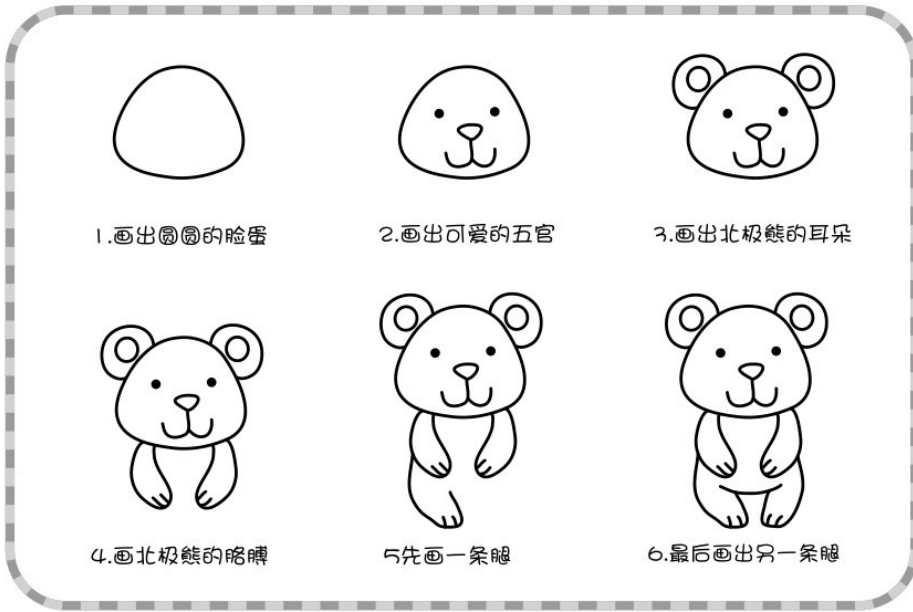 1.画出圆圆的脸蛋
2.画出可爱的五官
3.画出北极熊的耳朵
4.画北极熊的胳膊
5先画一条腿
6.最后画出另一条腿